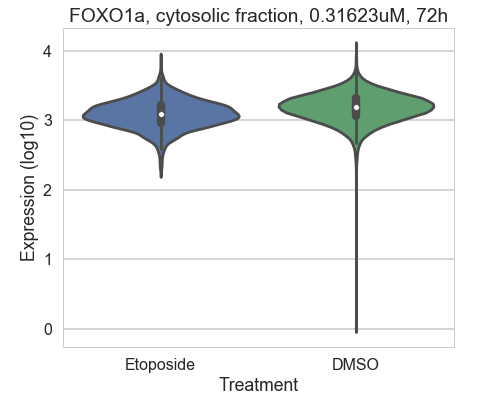 FOXO1a, cytosolic fraction, 0.31623uM, 72h
4
3
2
1
0
Expression (log10)
Etoposide
DMSO
Treatment